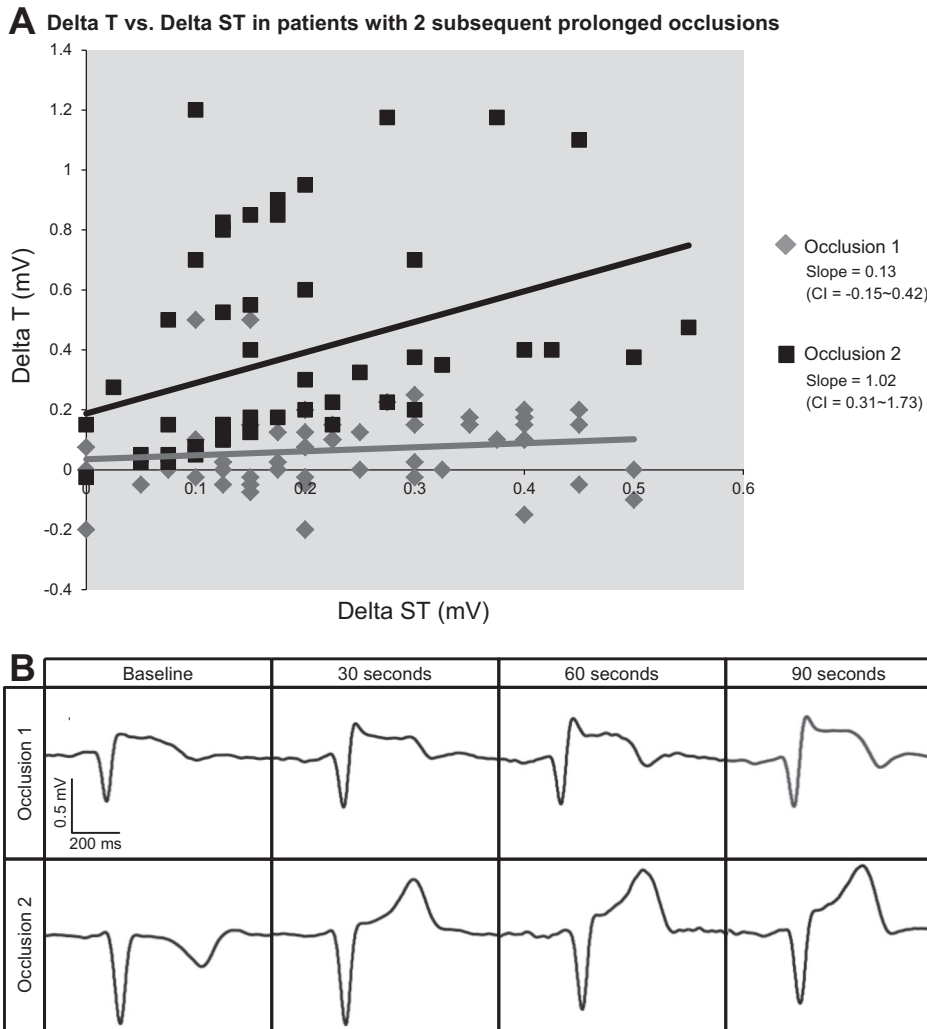 A Delta T vs. Delta ST in patients with 2 subsequent prolonged occlusions
1.4
1.2
1
0.8
0.6
0.4
0.2
0
-0.2
-0.4
0 0.1 0.2 0.3 0.4 0.5 0.6
Delta T (mV)
Delta ST (mV)
Occlusion 1
Slope = 0.13
(CI = -0.15~0.42)
Occlusion 2
Slope = 1.02
(CI = 0.31~1.73)
B
Baseline 30 seconds 60 seconds 90 seconds
Occlusion 1
0.5 mV
200 ms
Occlusion 2